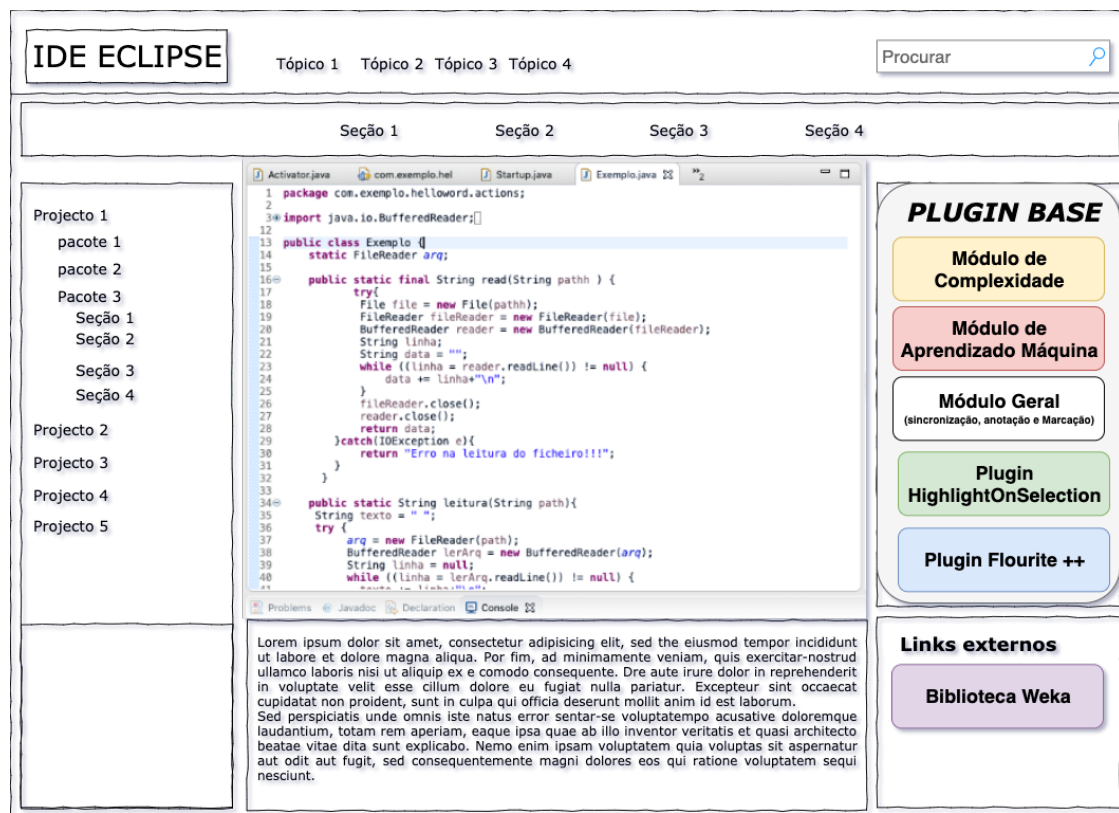 IDE ECLIPSE
Tópico 1 Tópico 2 Tópico 3 Tópico 4
Procurar
Seção 1 Seção 2 Seção 3 Seção 4
Projecto 1
pacote 1
pacote 2
Pacote 3
Seção 1
Seção 2
Seção 3
Seção 4
Projecto 2
Projecto 3
Projecto 4
Projecto 5
Activator.java com.exemplo.hel Startup.java Exemplo.java »2
1 package com.exemplo.helloword.actions;
2
3 import java.io.BufferedReader;
12
13 public class Exemplo {
14 static FileReader arq;
15
16 public static final String read(String pathh ) {
17 try{
18 File file = new File(pathh);
19 FileReader fileReader = new FileReader(file);
20 BufferedReader reader = new BufferedReader(fileReader);
21 String linha;
22 String data = "";
23 while ((linha = reader.readLine()) != null) {
24 data += linha+"\n";
25 }
26 fileReader.close();
27 reader.close();
28 return data;
29 }catch(IOException e){
30 return "Erro na leitura do ficheiro!!!";
31 }
32 }
33
34 public static String leitura(String path){
35 String texto = " ";
36 try {
37 arq = new FileReader(path);
38 BufferedReader lerArq = new BufferedReader(arq);
39 String linha = null;
40 while ((linha = lerArq.readLine()) != null) {
Problems Javadoc Declaration Console
Lorem ipsum dolor sit amet, consectetur adipisicing elit, sed the eiusmod tempor incididunt
ut labore et dolore magna aliqua. Por fim, ad minimamente veniam, quis exercitar-nostrud
ullamco laboris nisi ut aliquip ex e comodo consequente. Dre aute irure dolor in reprehenderit
in voluptate velit esse cillum dolore eu fugiat nulla pariatur. Excepteur sint occaecat
cupidatat non proident, sunt in culpa qui officia deserunt mollit anim id est laborum.
Sed perspiciatis unde omnis iste natus error sentar-se voluptatempo acusative doloremque
laudantium, totam rem aperiam, eaque ipsa quae ab illo inventor veritatis et quasi architecto
beatae vitae dita sunt explicabo. Nemo enim ipsam voluptatem quia voluptas sit aspernatur
aut odit aut fugit, sed consequentemente magni dolores eos qui ratione voluptatem sequi
nesciunt.
PLUGIN BASE
Módulo de
Complexidade
Módulo de
Aprendizado Máquina
Módulo Geral
(sincronização, anotação e Marcação)
Plugin
HighlightOnSelection
Plugin Flourite ++
Links externos
Biblioteca Weka